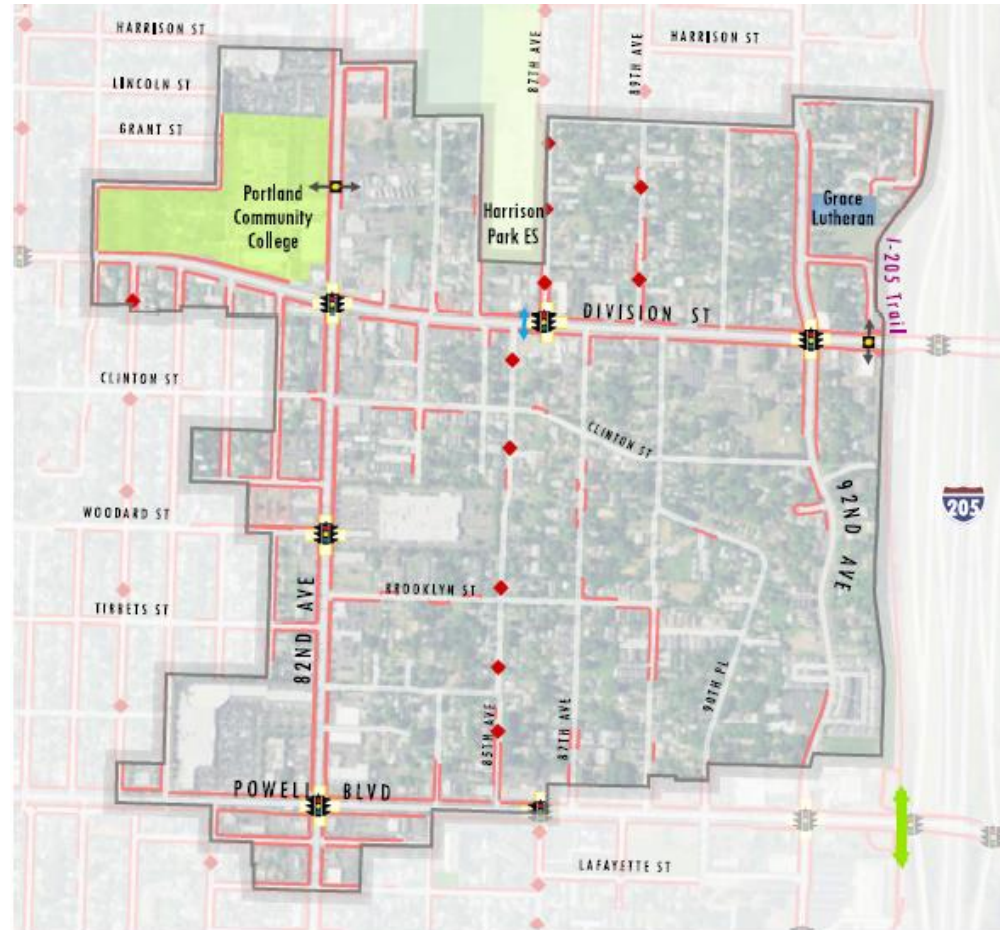 HARRISON ST
HARRISON ST
87TH AVE
89TH AVE
LINCOLN ST
GRANT ST
Portland
Community
College
Harrison
Park ES
Grace
Lutheran
I-205 Trail
DIVISION ST
CLINTON ST
CLINTON ST
92ND AVE
205
WOODARD ST
82ND AVE
BROOKLYN ST
TIBBETS ST
90TH PL
85TH AVE
87TH AVE
POWELL BLVD
LAFAYETTE ST